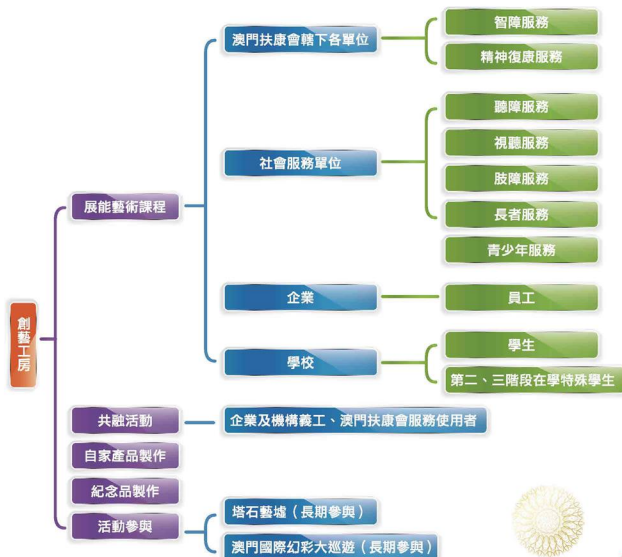 創藝工房
展能藝術課程
澳門扶康會轄下各單位
智障服務
精神復康服務
社會服務單位
聽障服務
視聽服務
肢障服務
長者服務
青少年服務
企業
員工
學校
學生
第二、三階段在學特殊學生
共融活動
企業及機構義工、澳門扶康會服務使用者
自家產品製作
紀念品製作
活動參與
塔石藝墟（長期參與）
澳門國際幻彩大巡遊（長期參與）